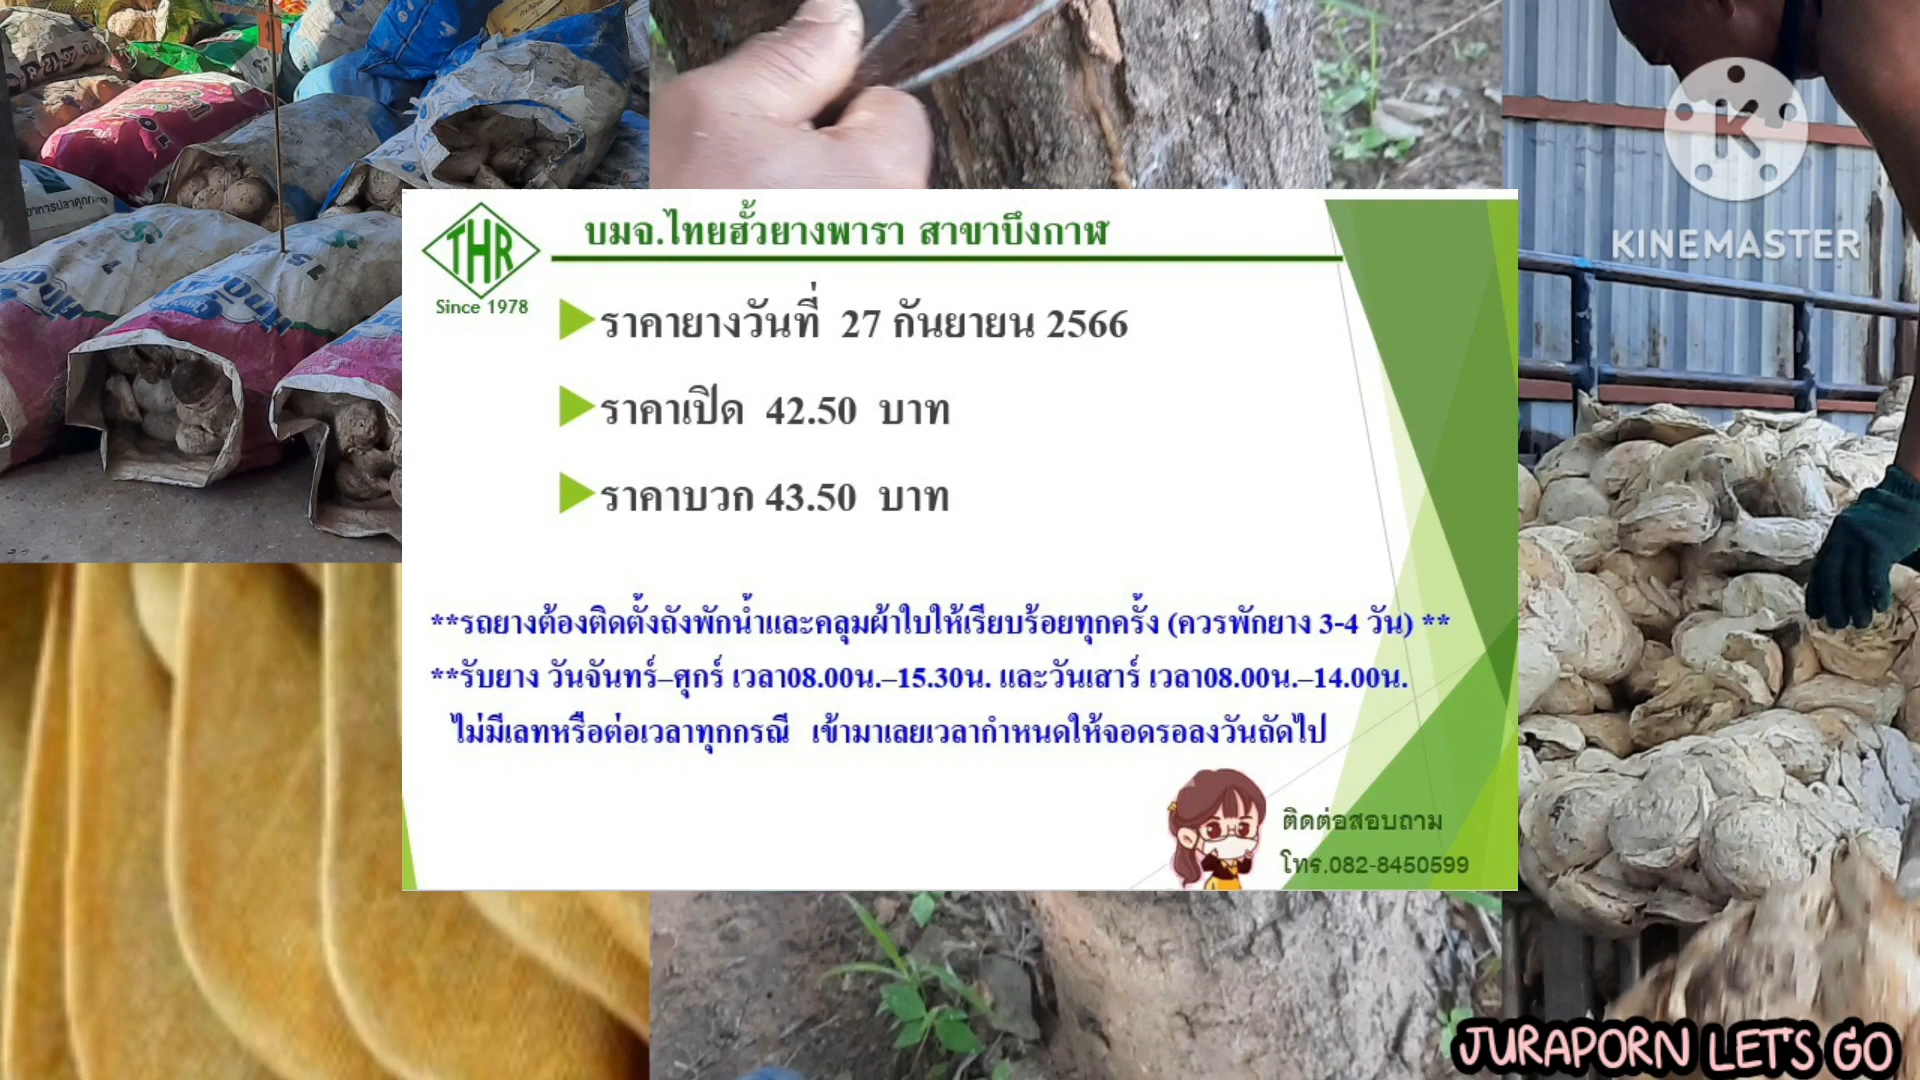 KINEMASTER
THR
Since 1978
บมจ.ไทยฮั้วยางพารา สาขาบึงกาฬ
ราคายางวันที่ 27 กันยายน 2566
ราคาเปิด 42.50 บาท
ราคาบวก 43.50 บาท
**รถยางต้องติดตั้งถังพักน้ำและคลุมผ้าใบให้เรียบร้อยทุกครั้ง (ควรพักยาง 3-4 วัน) **
**รับยาง วันจันทร์–ศุกร์ เวลา08.00น.–15.30น. และวันเสาร์ เวลา08.00น.–14.00น.
ไม่มีเลทหรือต่อเวลาทุกกรณี เข้ามาเลยเวลากำหนดให้จอดรอลงวันถัดไป
ติดต่อสอบถาม
โทร.082-8450599
JURAPORN LET'S GO